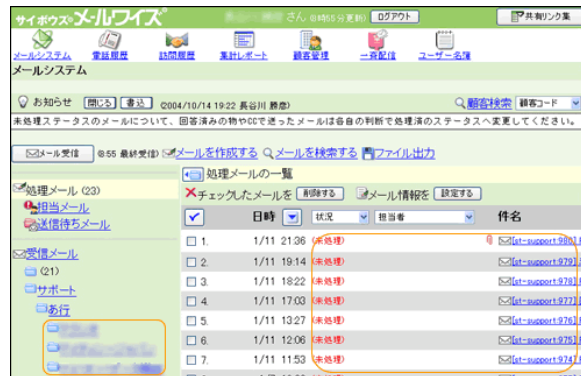 サイボウズ メールワイズ さん (8時55分更新) ログアウト 共有リンク集
メールシステム 電話履歴 訪問履歴 集計レポート 顧客管理 一斉配信 ユーザー名簿
メールシステム
お知らせ 閉じる 書込 (2004/10/14 19:22 長谷川 勝彦) 顧客検索 顧客コード
未処理ステータスのメールについて、回答済みの物やCCで送ったメールは各自の判断で処理済のステータスへ変更してください。
メール受信 (8:55 最終受信) メールを作成する メールを検索する ファイル出力
処理メール (23)
担当メール
送信待ちメール
受信メール
(21)
サポート
あ行
処理メールの一覧
チェックしたメールを 削除する メール情報を 設定する
日時 状況 担当者 件名
1. 1/11 21:36 (未処理) [st-support:980]
2. 1/11 19:14 (未処理) [st-support:979]
3. 1/11 18:22 (未処理) [st-support:978]
4. 1/11 17:03 (未処理) [st-support:977]
5. 1/11 13:27 (未処理) [st-support:976]
6. 1/11 12:06 (未処理) [st-support:975]
7. 1/11 11:53 (未処理) [st-support:974]